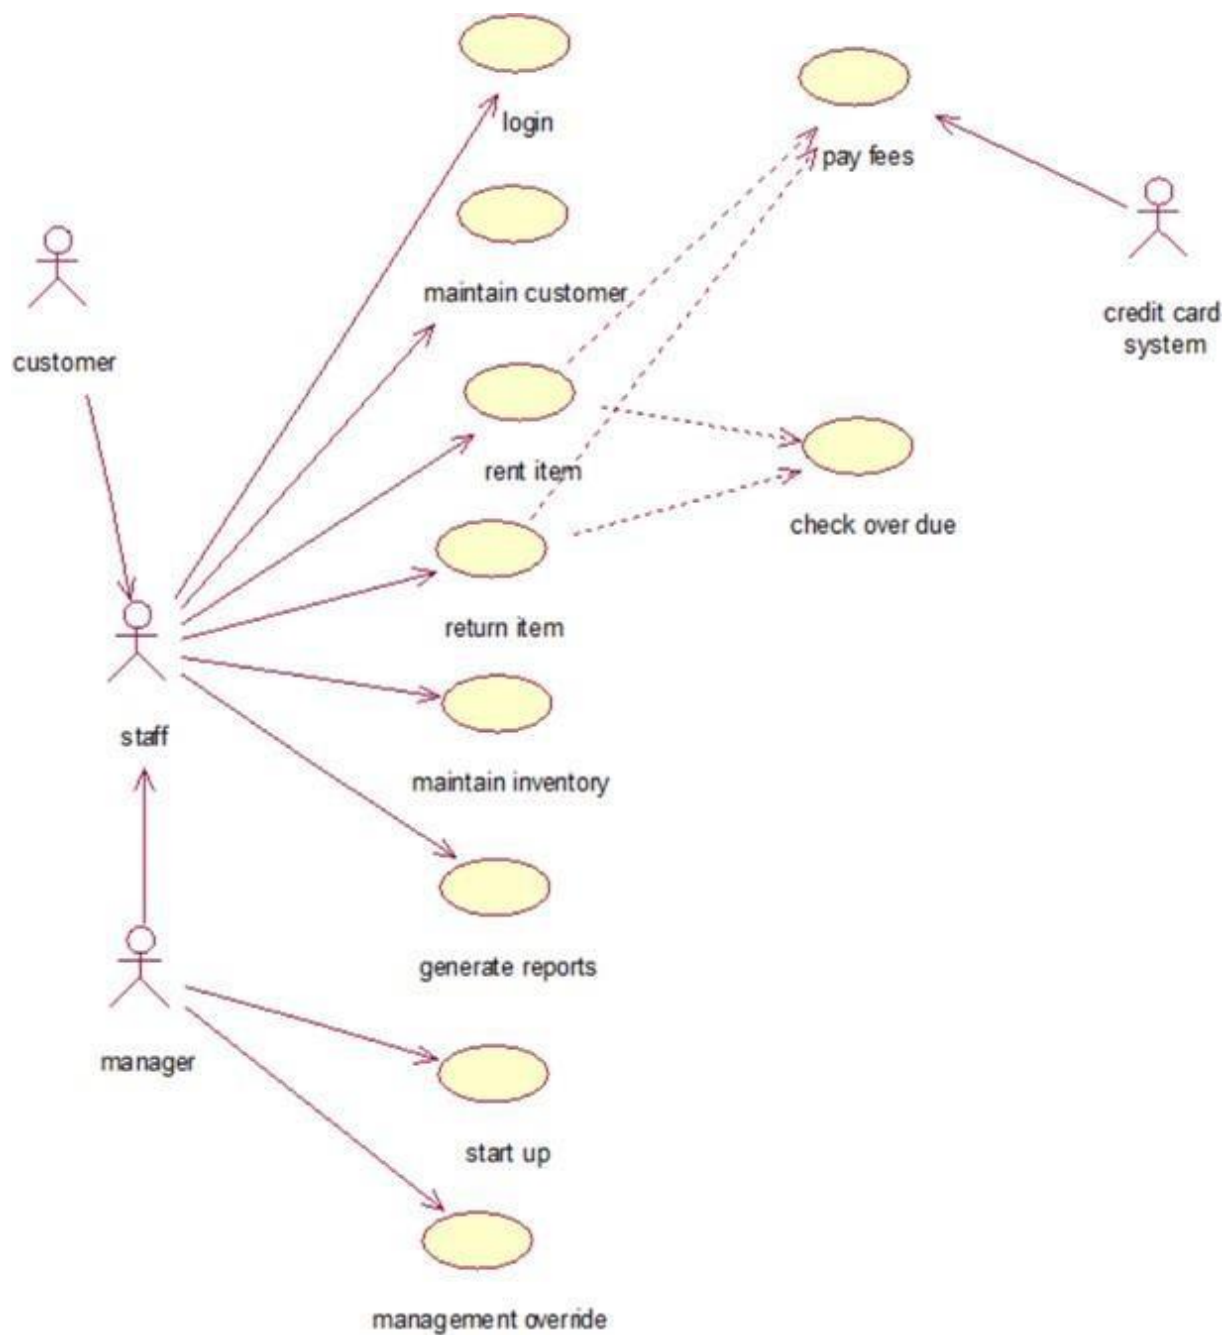 login
pay fees
maintain customer
credit card
system
customer
rent item
check over due
return item
staff
maintain inventory
generate reports
manager
start up
management override